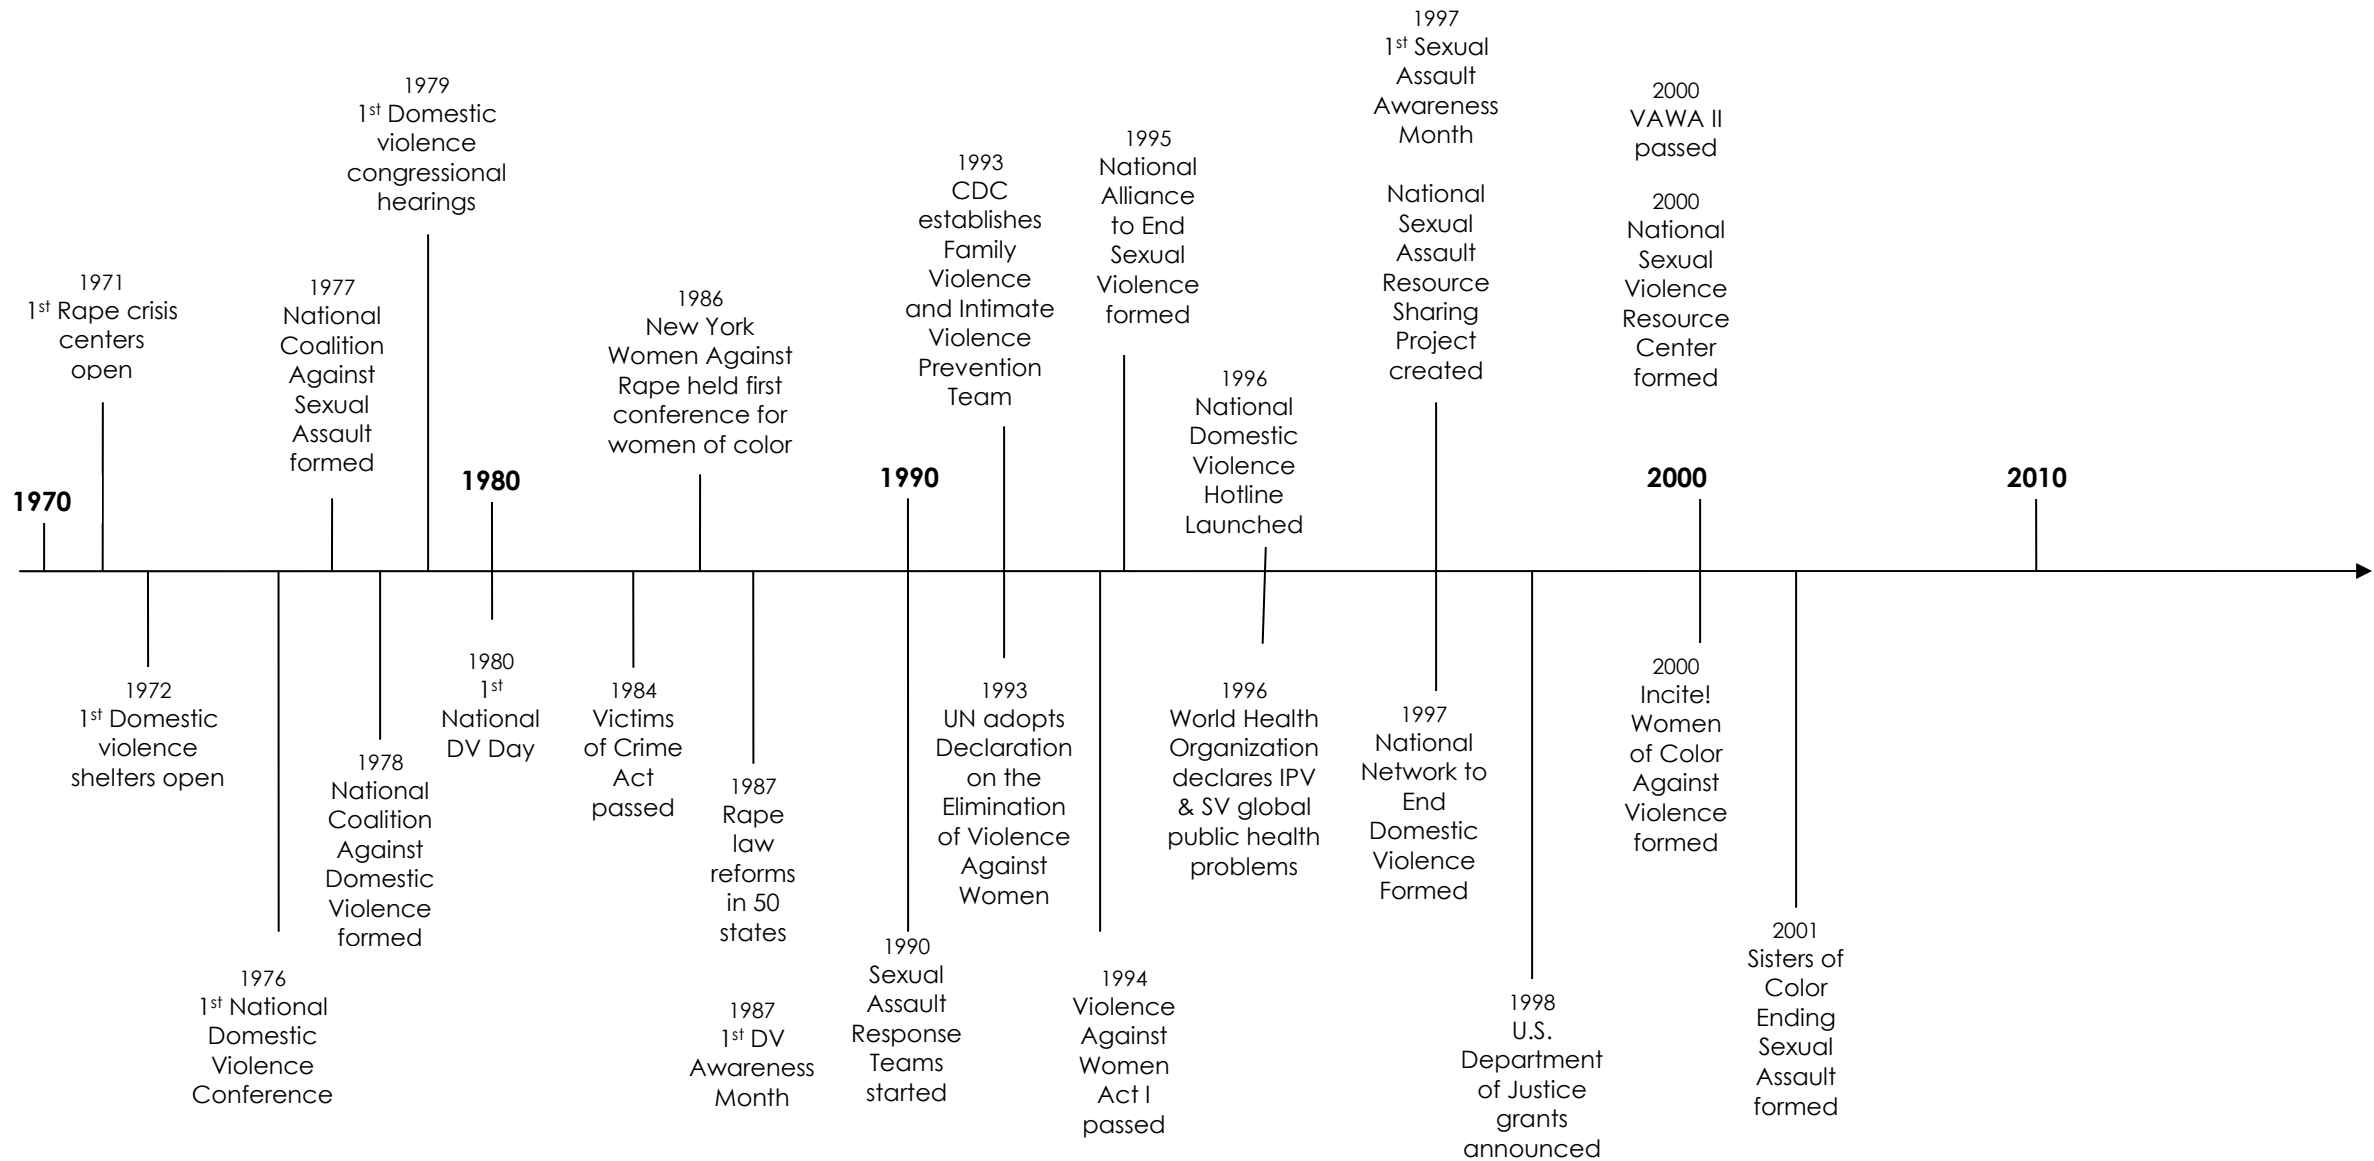 1970
1971
1st Rape crisis
centers
open
1972
1st Domestic
violence
shelters open
1976
1st National
Domestic
Violence
Conference
1977
National
Coalition
Against
Sexual
Assault
formed
1978
National
Coalition
Against
Domestic
Violence
formed
1979
1st Domestic
violence
congressional
hearings
1980
1980
1st
National
DV Day
1984
Victims
of Crime
Act
passed
1986
New York
Women Against
Rape held first
conference for
women of color
1987
Rape
law
reforms
in 50
states
1987
1st DV
Awareness
Month
1990
1990
Sexual
Assault
Response
Teams
started
1993
CDC
establishes
Family
Violence
and Intimate
Violence
Prevention
Team
1993
UN adopts
Declaration
on the
Elimination
of Violence
Against
Women
1994
Violence
Against
Women
Act I
passed
1995
National
Alliance
to End
Sexual
Violence
formed
1996
National
Domestic
Violence
Hotline
Launched
1996
World Health
Organization
declares IPV
& SV global
public health
problems
1997
1st Sexual
Assault
Awareness
Month
National
Sexual
Assault
Resource
Sharing
Project
created
1997
National
Network to
End
Domestic
Violence
Formed
1998
U.S.
Department
of Justice
grants
announced
2000
VAWA II
passed
2000
National
Sexual
Violence
Resource
Center
formed
2000
2000
Incite!
Women
of Color
Against
Violence
formed
2001
Sisters of
Color
Ending
Sexual
Assault
formed
2010